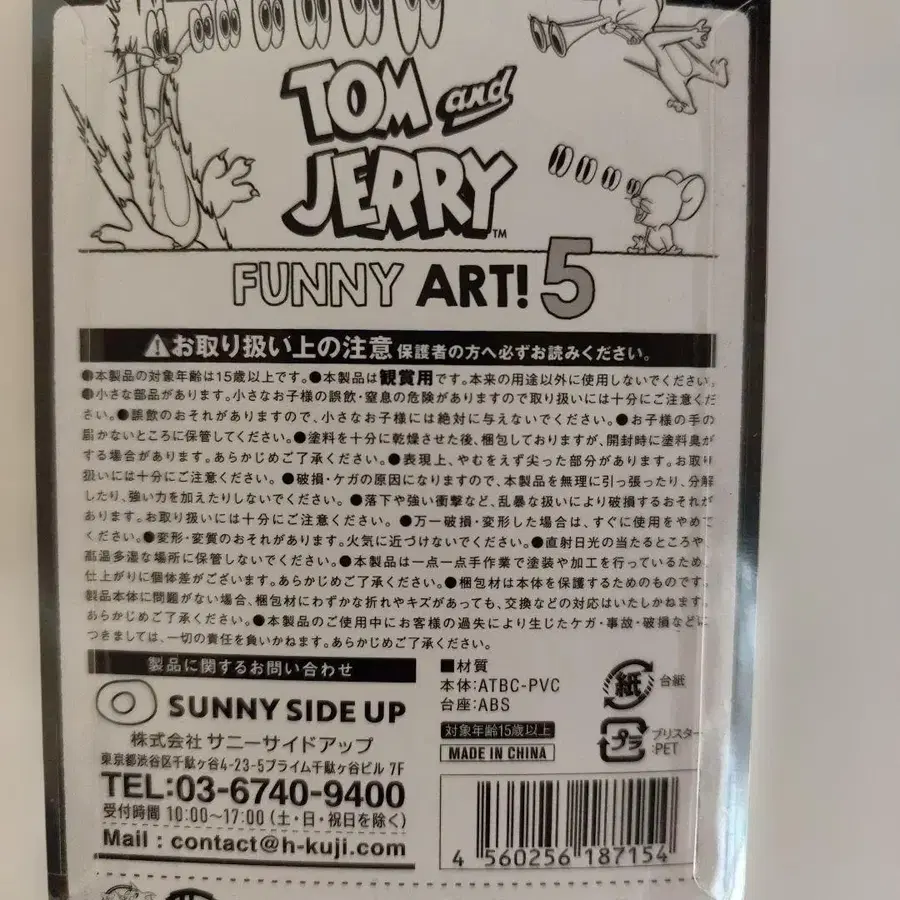 TOM and
JERRY™
FUNNY ART! 5
お取り扱い上の注意 保護者の方へ必ずお読みください。
●本製品の対象年齢は15歳以上です。●本製品は観賞用です。本来の用途以外に使用しないでください。
●小さな部品があります。小さなお子様の誤飲・窒息の危険がありますので取り扱いには十分にご注意くだ
さい。●誤飲のおそれがありますので、小さなお子様には絶対に与えないでください。●お子様の手の
届かないところに保管してください。●塗料を十分に乾燥させた後、梱包しておりますが、開封時に塗料臭が
する場合があります。あらかじめご了承ください。●表現上、やむをえず尖った部分があります。お取り
扱いには十分にご注意ください。●破損・ケガの原因になりますので、本製品を無理に引っ張ったり、分解
したり、強い力を加えたりしないでください。●落下や強い衝撃など、乱暴な扱いにより破損するおそれが
あります。お取り扱いには十分にご注意ください。●万一破損・変形した場合は、すぐに使用をやめて
ください。●変形・変質のおそれがあります。火気に近づけないでください。●直射日光の当たるところや
高温多湿な場所に保管しないでください。●本製品は一点一点手作業で塗装や加工を行っているため
仕上がりに個体差がございます。あらかじめご了承ください。●梱包材は本体を保護するためのものです。
製品本体に問題がない場合、梱包材にわずかな折れやキズがあっても、交換などの対応はいたしかねます。
あらかじめご了承ください。●本製品のご使用中にお客様の過失により生じたケガ・事故・破損などに
つきましては、一切の責任を負いかねます。あらかじめご了承ください。
製品に関するお問い合わせ
SUNNY SIDE UP
株式会社 サニーサイドアップ
東京都渋谷区千駄ヶ谷4-23-5プライム千駄ヶ谷ビル 7F
TEL:03-6740-9400
受付時間 10:00〜17:00(土・日・祝日を除く)
Mail : contact@h-kuji.com
■材質
本体:ATBC-PVC
台座:ABS
対象年齢15歳以上
MADE IN CHINA
紙 台紙
プラ ブリスター
:PET
4 560256 187154